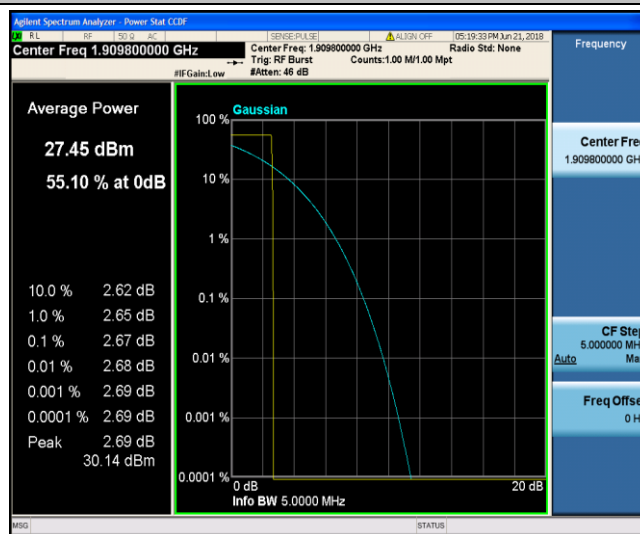 Agilent Spectrum Analyzer - Power Stat CCDF
RL RF 50 Ω AC SENSE:PULSE ALIGN OFF 05:19:33 PM Jun 21, 2018
Center Freq 1.909800000 GHz
Center Freq: 1.909800000 GHz Radio Std: None
Trig: RF Burst Counts:1.00 M/1.00 Mpt
#IFGain:Low #Atten: 46 dB
Frequency
Average Power
27.45 dBm
55.10 % at 0dB
10.0 % 2.62 dB
1.0 % 2.65 dB
0.1 % 2.67 dB
0.01 % 2.68 dB
0.001 % 2.69 dB
0.0001 % 2.69 dB
Peak 2.69 dB
30.14 dBm
Gaussian
100 %
10 %
1 %
0.1 %
0.01 %
0.001 %
0.0001 %
0 dB 20 dB
Info BW 5.0000 MHz
Center Fre
1.909800000 GH
CF Step
5.000000 MH
Auto Ma
Freq Offse
0 H
MSG STATUS